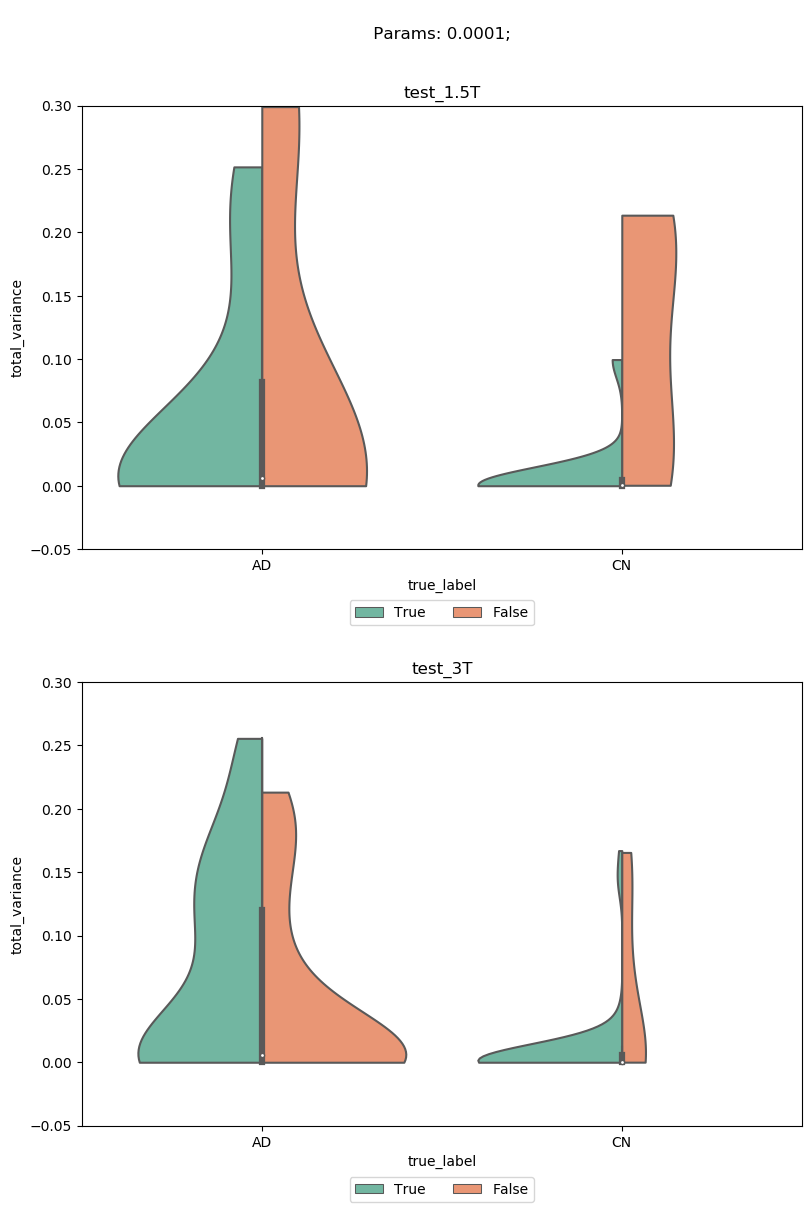 Params: 0.0001;
test_1.5T
0.30
0.25
0.20
0.15
0.10
0.05
0.00
−0.05
total_variance
AD CN
true_label
True False
test_3T
0.30
0.25
0.20
0.15
0.10
0.05
0.00
−0.05
total_variance
AD CN
true_label
True False